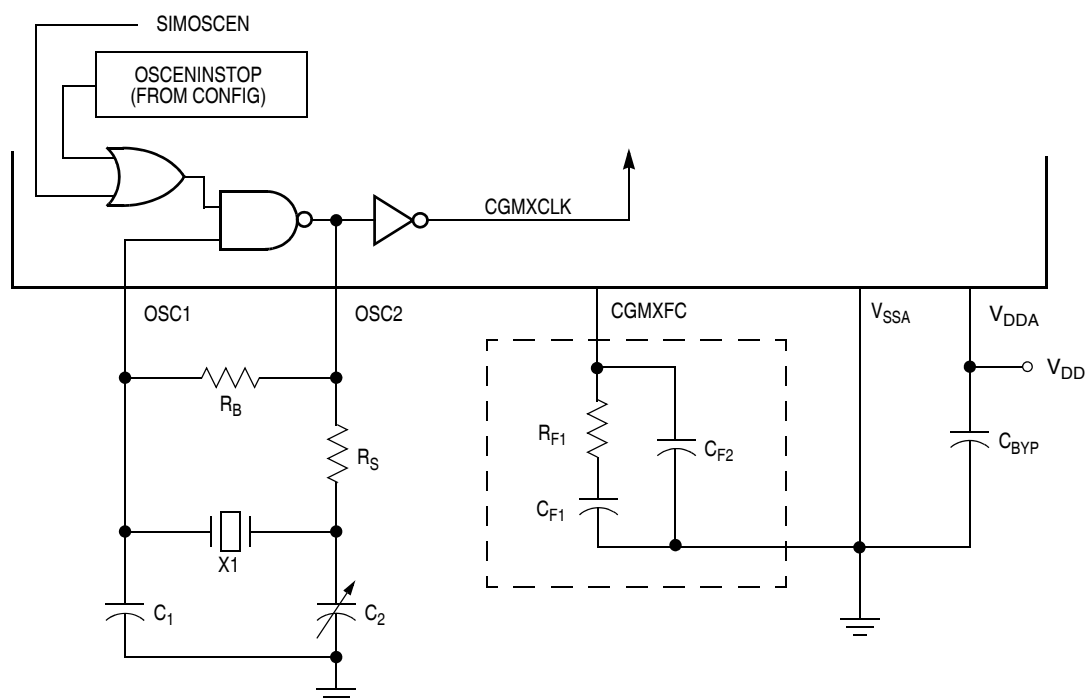 SIMOSCEN
OSCENINSTOP
(FROM CONFIG)
CGMXCLK
OSC1
OSC2
CGMXFC
VSSA
VDDA
VDD
RB
RS
RF1
CF2
CBYP
CF1
X1
C1
C2